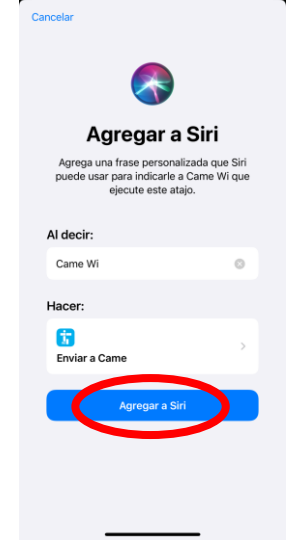 Cancelar
Agregar a Siri
Agrega una frase personalizada que Siri
puede usar para indicarle a Came Wi que
ejecute este atajo.
Al decir:
Came Wi
Hacer:
Enviar a Came
Agregar a Siri